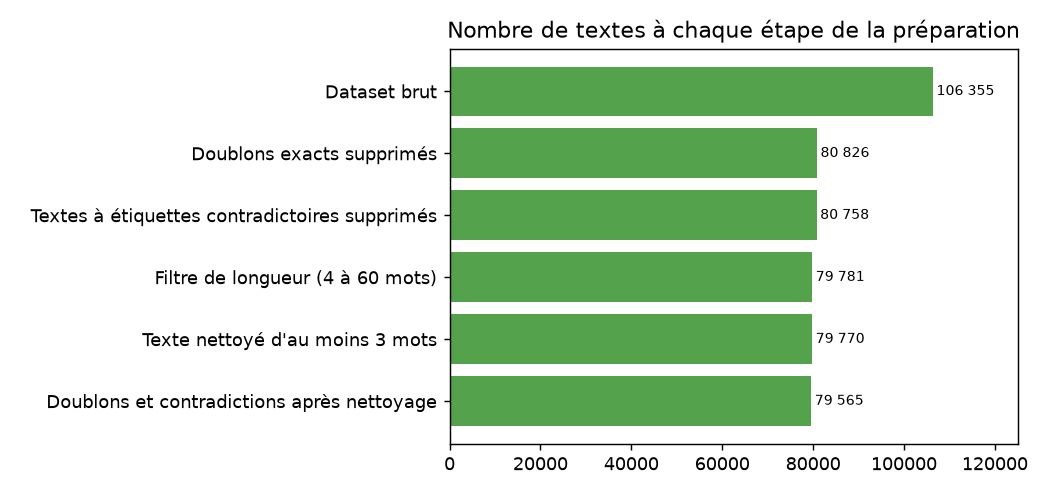 Nombre de textes à chaque étape de la préparation
Dataset brut
106 355
Doublons exacts supprimés
80 826
Textes à étiquettes contradictoires supprimés
80 758
Filtre de longueur (4 à 60 mots)
79 781
Texte nettoyé d'au moins 3 mots
79 770
Doublons et contradictions après nettoyage
79 565
0 20000 40000 60000 80000 100000 120000